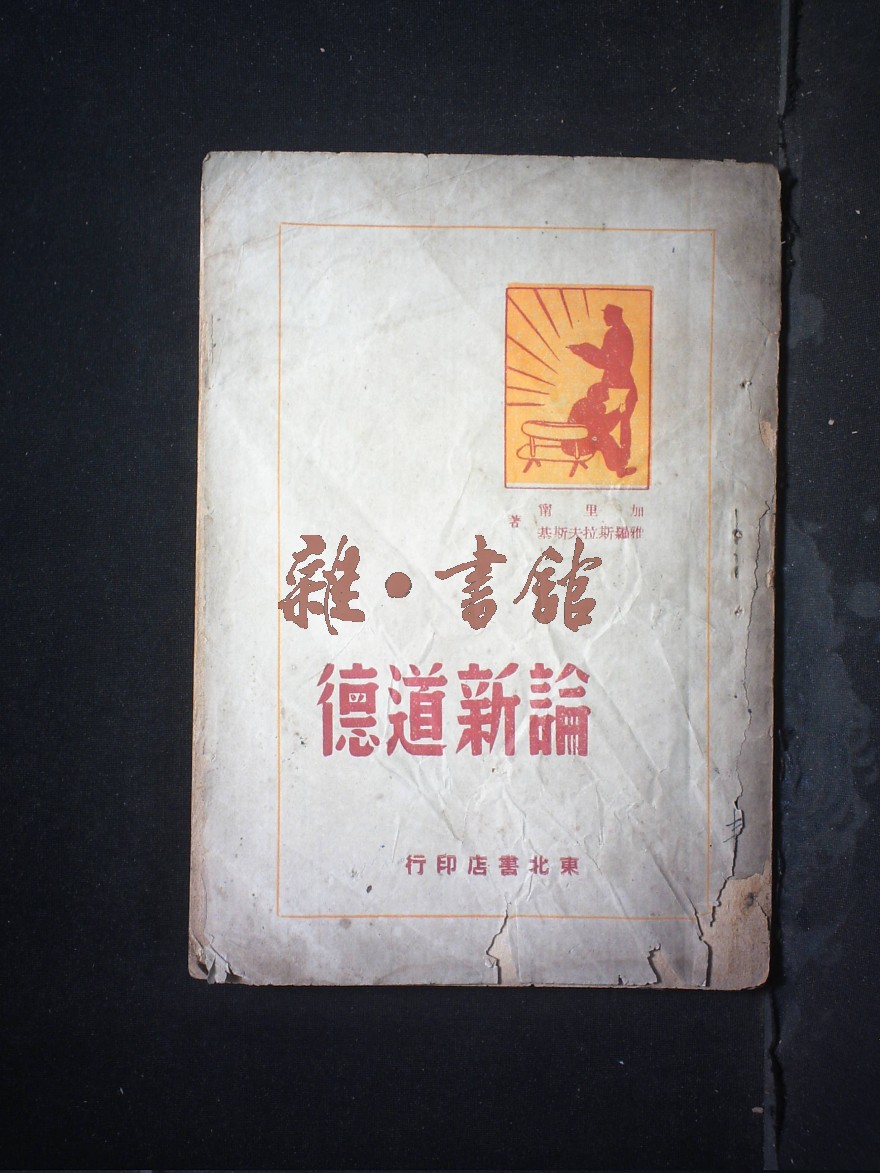 加里甯
雅羅斯拉夫斯基
著
雜•書館
論新道德
東北書店印行